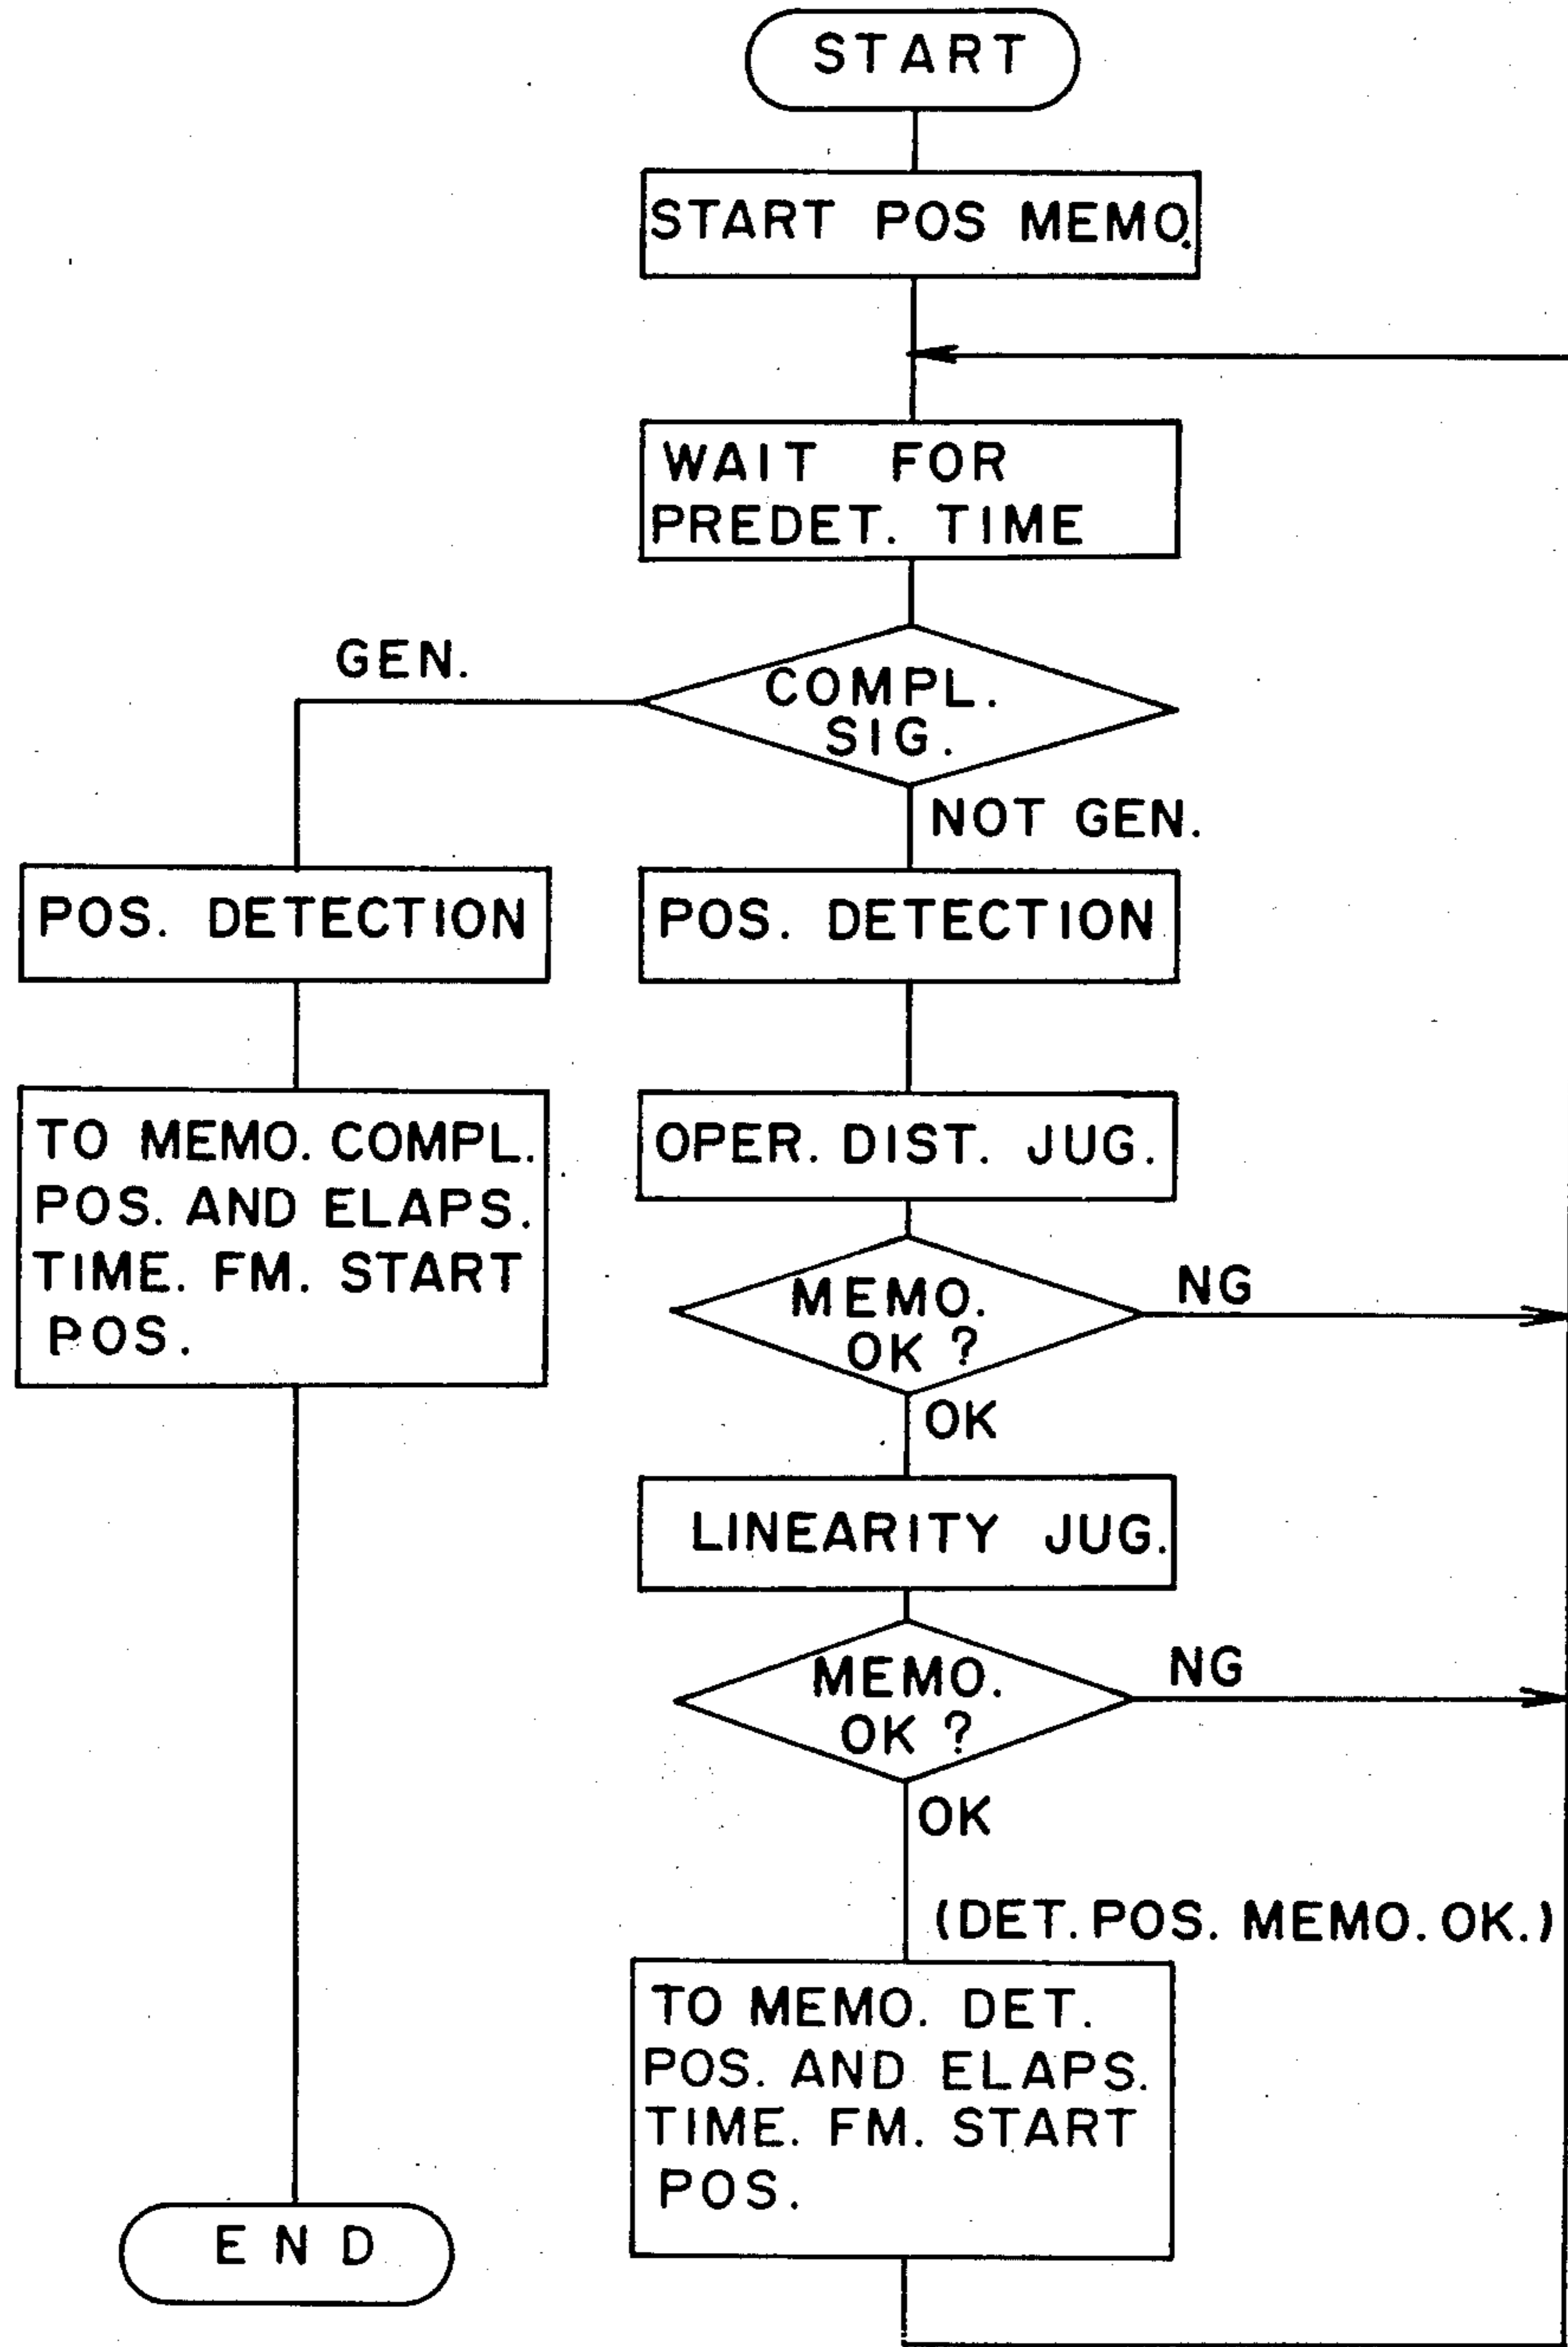 START
START POS MEMO.
WAIT FOR
PREDET. TIME
GEN.
COMPL.
SIG.
NOT GEN.
POS. DETECTION
POS. DETECTION
TO MEMO. COMPL.
POS. AND ELAPS.
TIME. FM. START
POS.
OPER. DIST. JUG.
MEMO.
OK ?
NG
OK
LINEARITY JUG.
MEMO.
OK ?
NG
OK
(DET. POS. MEMO. OK.)
TO MEMO. DET.
POS. AND ELAPS.
TIME. FM. START
POS.
END